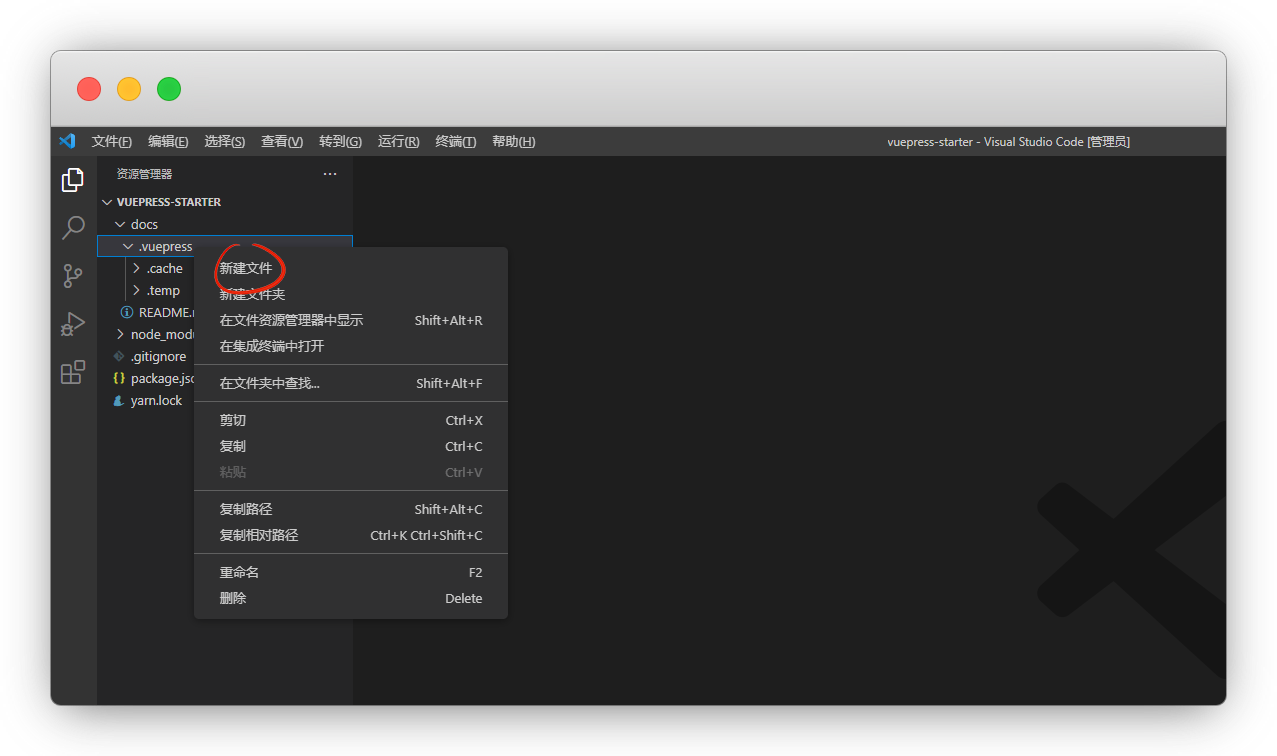 文件(F) 编辑(E) 选择(S) 查看(V) 转到(G) 运行(R) 终端(T) 帮助(H) vuepress-starter - Visual Studio Code [管理员]
资源管理器 ···
VUEPRESS-STARTER
docs
.vuepress
.cache
.temp
README.
node_modu
.gitignore
package.jso
yarn.lock
新建文件
新建文件夹
在文件资源管理器中显示 Shift+Alt+R
在集成终端中打开
在文件夹中查找... Shift+Alt+F
剪切 Ctrl+X
复制 Ctrl+C
粘贴 Ctrl+V
复制路径 Shift+Alt+C
复制相对路径 Ctrl+K Ctrl+Shift+C
重命名 F2
删除 Delete